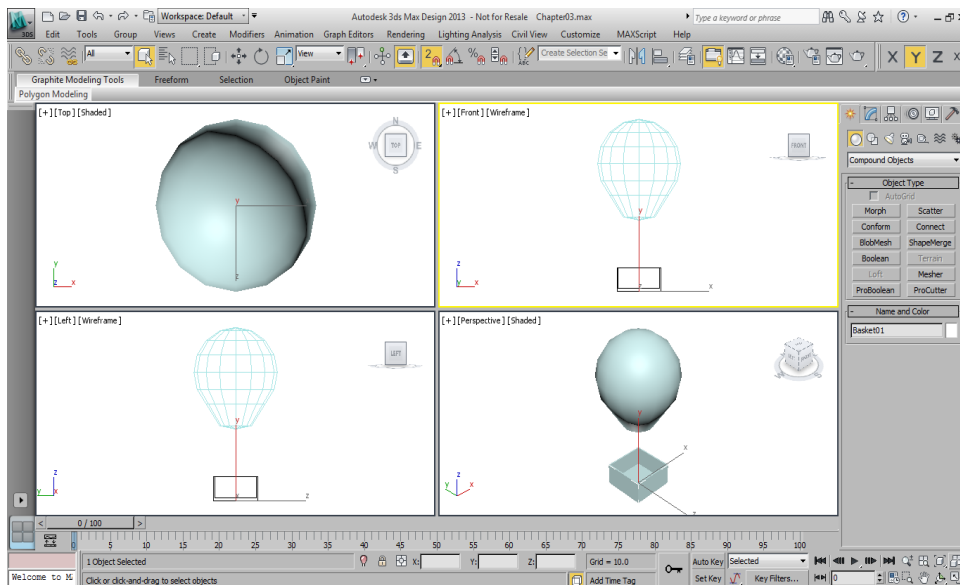 Workspace: Default
Autodesk 3ds Max Design 2013 - Not for Resale Chapter03.max
Type a keyword or phrase
3DS
Edit Tools Group Views Create Modifiers Animation Graph Editors Rendering Lighting Analysis Civil View Customize MAXScript Help
All View 2 Create Selection Se X Y Z
Graphite Modeling Tools Freeform Selection Object Paint
Polygon Modeling
[+] [Top] [Shaded]
N
W TOP E
S
y
z
y
z x
[+] [Front] [Wireframe]
FRONT
y
z
x
z
y x
[+] [Left] [Wireframe]
LEFT
y
x
z
z
y x
[+] [Perspective] [Shaded]
y
x
z
z
y x
Compound Objects
- Object Type
AutoGrid
Morph Scatter
Conform Connect
BlobMesh ShapeMerge
Boolean Terrain
Loft Mesher
ProBoolean ProCutter
- Name and Color
Basket01
< 0 / 100 >
0 5 10 15 20 25 30 35 40 45 50 55 60 65 70 75 80 85 90 95 100
1 Object Selected X: Y: Z: Grid = 10.0 Auto Key Selected
Welcome to M Click or click-and-drag to select objects Add Time Tag Set Key Key Filters... 0